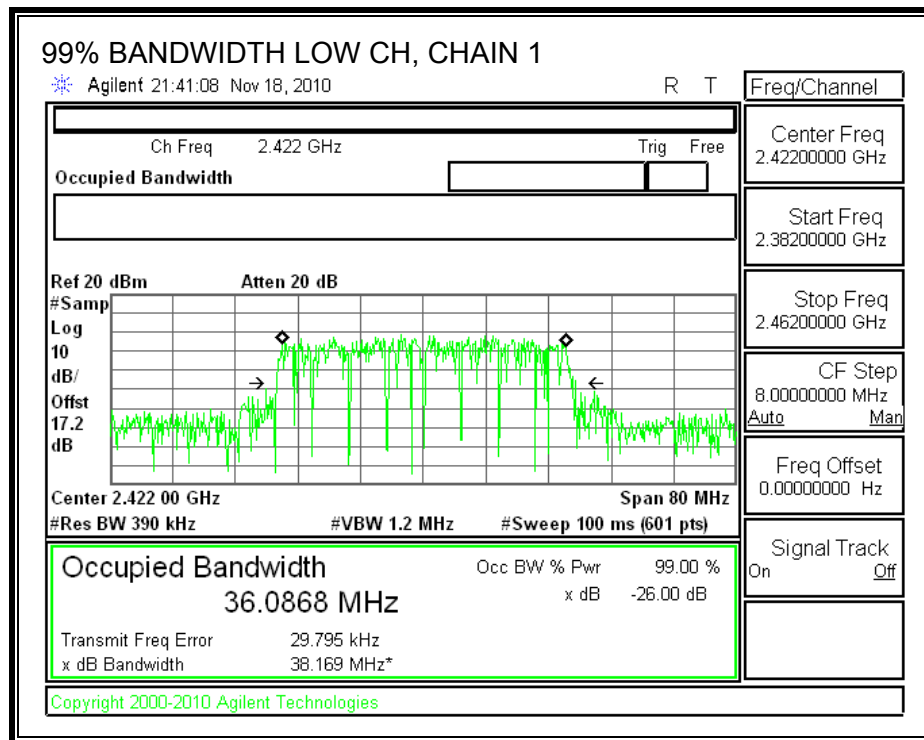 99% BANDWIDTH LOW CH, CHAIN 1
Agilent 21:41:08 Nov 18, 2010 R T
Ch Freq 2.422 GHz Trig Free
Occupied Bandwidth
Ref 20 dBm Atten 20 dB
#Samp
Log
10
dB/
Offst
17.2
dB
Center 2.422 00 GHz Span 80 MHz
#Res BW 390 kHz #VBW 1.2 MHz #Sweep 100 ms (601 pts)
Occupied Bandwidth
36.0868 MHz
Occ BW % Pwr 99.00 %
x dB -26.00 dB
Transmit Freq Error 29.795 kHz
x dB Bandwidth 38.169 MHz*
Copyright 2000-2010 Agilent Technologies
Freq/Channel
Center Freq
2.42200000 GHz
Start Freq
2.38200000 GHz
Stop Freq
2.46200000 GHz
CF Step
8.00000000 MHz
Auto Man
Freq Offset
0.00000000 Hz
Signal Track
On Off